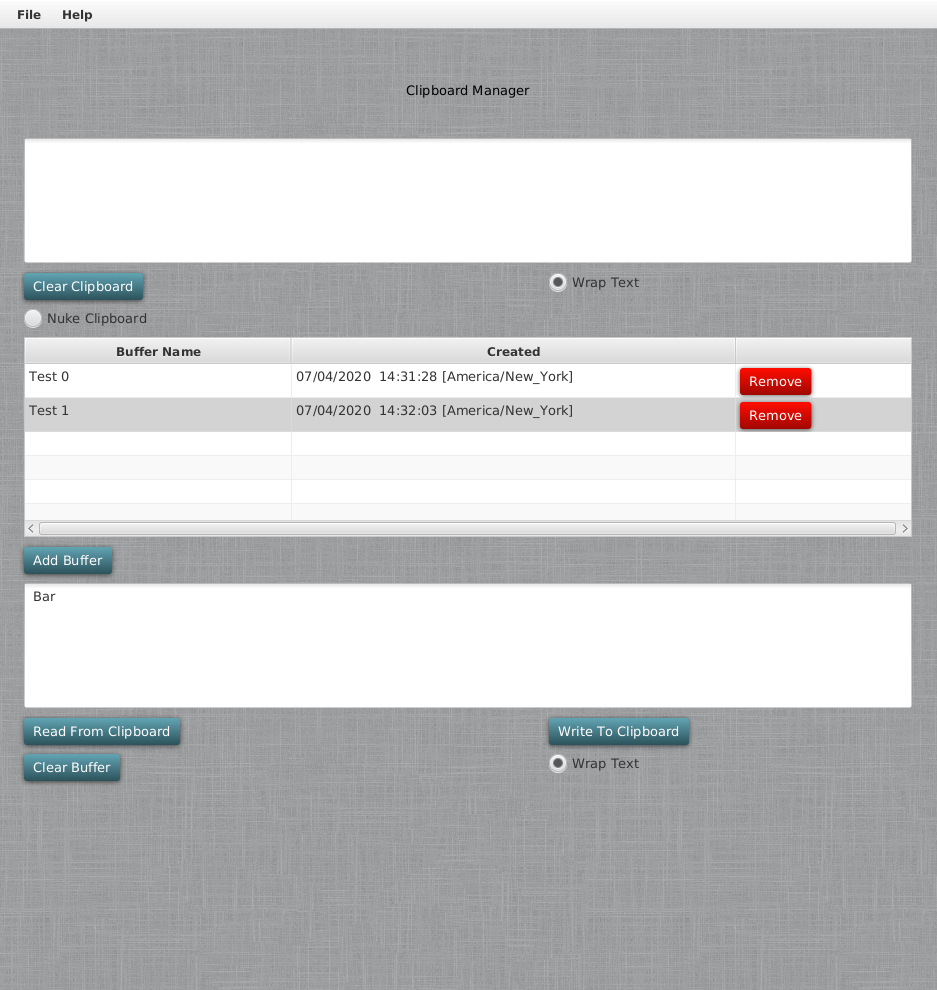 File Help
Clipboard Manager
Clear Clipboard Wrap Text
Nuke Clipboard
Buffer Name Created
Test 0 07/04/2020 14:31:28 [America/New_York] Remove
Test 1 07/04/2020 14:32:03 [America/New_York] Remove
Add Buffer
Bar
Read From Clipboard Write To Clipboard
Clear Buffer Wrap Text